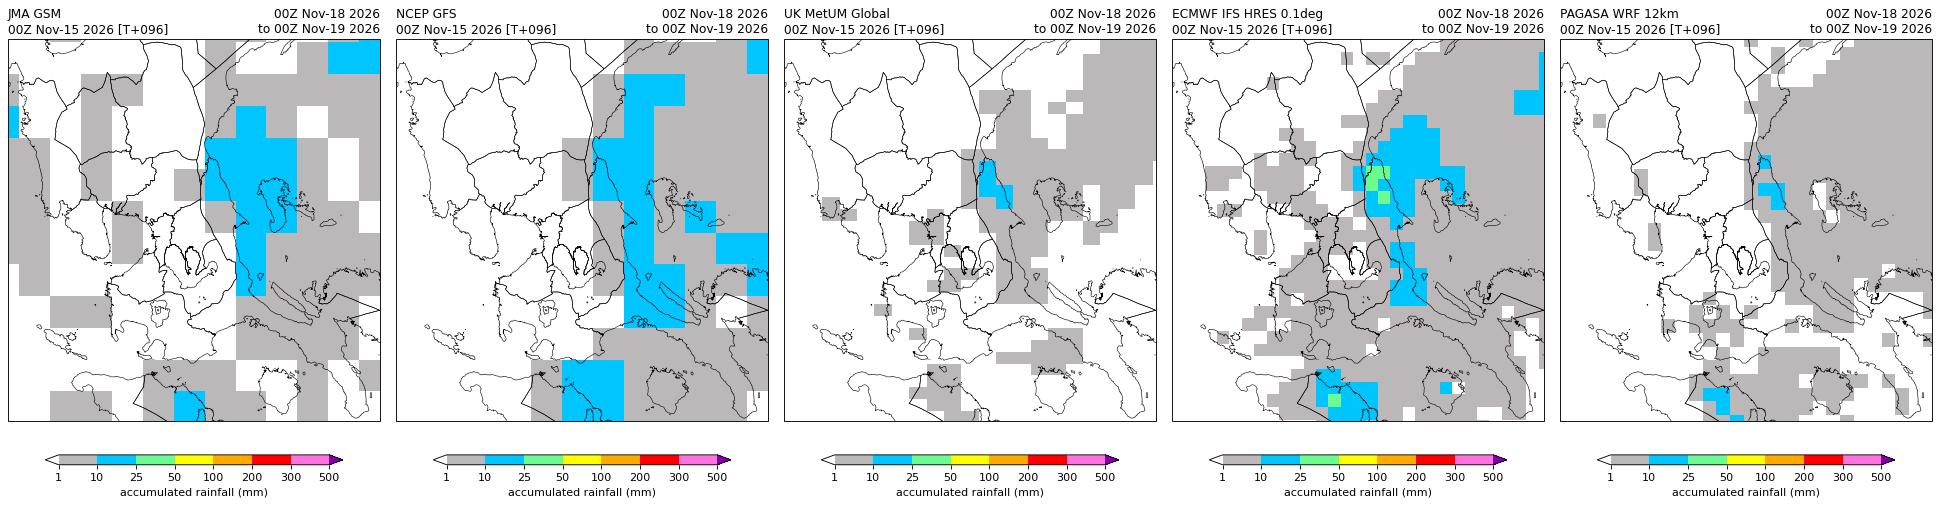 JMA GSM 00Z Nov-18 2026
00Z Nov-15 2026 [T+096] to 00Z Nov-19 2026
1 10 25 50 100 200 300 500
accumulated rainfall (mm)
NCEP GFS 00Z Nov-18 2026
00Z Nov-15 2026 [T+096] to 00Z Nov-19 2026
1 10 25 50 100 200 300 500
accumulated rainfall (mm)
UK MetUM Global 00Z Nov-18 2026
00Z Nov-15 2026 [T+096] to 00Z Nov-19 2026
1 10 25 50 100 200 300 500
accumulated rainfall (mm)
ECMWF IFS HRES 0.1deg 00Z Nov-18 2026
00Z Nov-15 2026 [T+096] to 00Z Nov-19 2026
1 10 25 50 100 200 300 500
accumulated rainfall (mm)
PAGASA WRF 12km 00Z Nov-18 2026
00Z Nov-15 2026 [T+096] to 00Z Nov-19 2026
1 10 25 50 100 200 300 500
accumulated rainfall (mm)